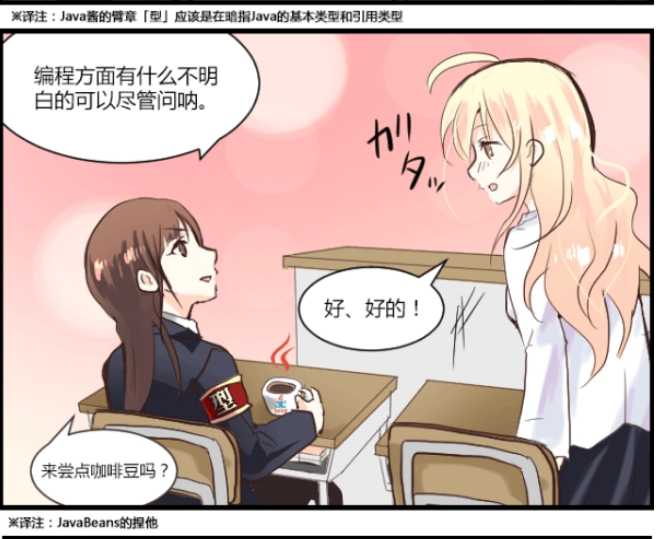 ※译注：Java酱的臂章「型」应该是在暗指Java的基本类型和引用类型
编程方面有什么不明
白的可以尽管问呐。
ガタッ
好、好的！
型
来尝点咖啡豆吗？
※译注：JavaBeans的捏他